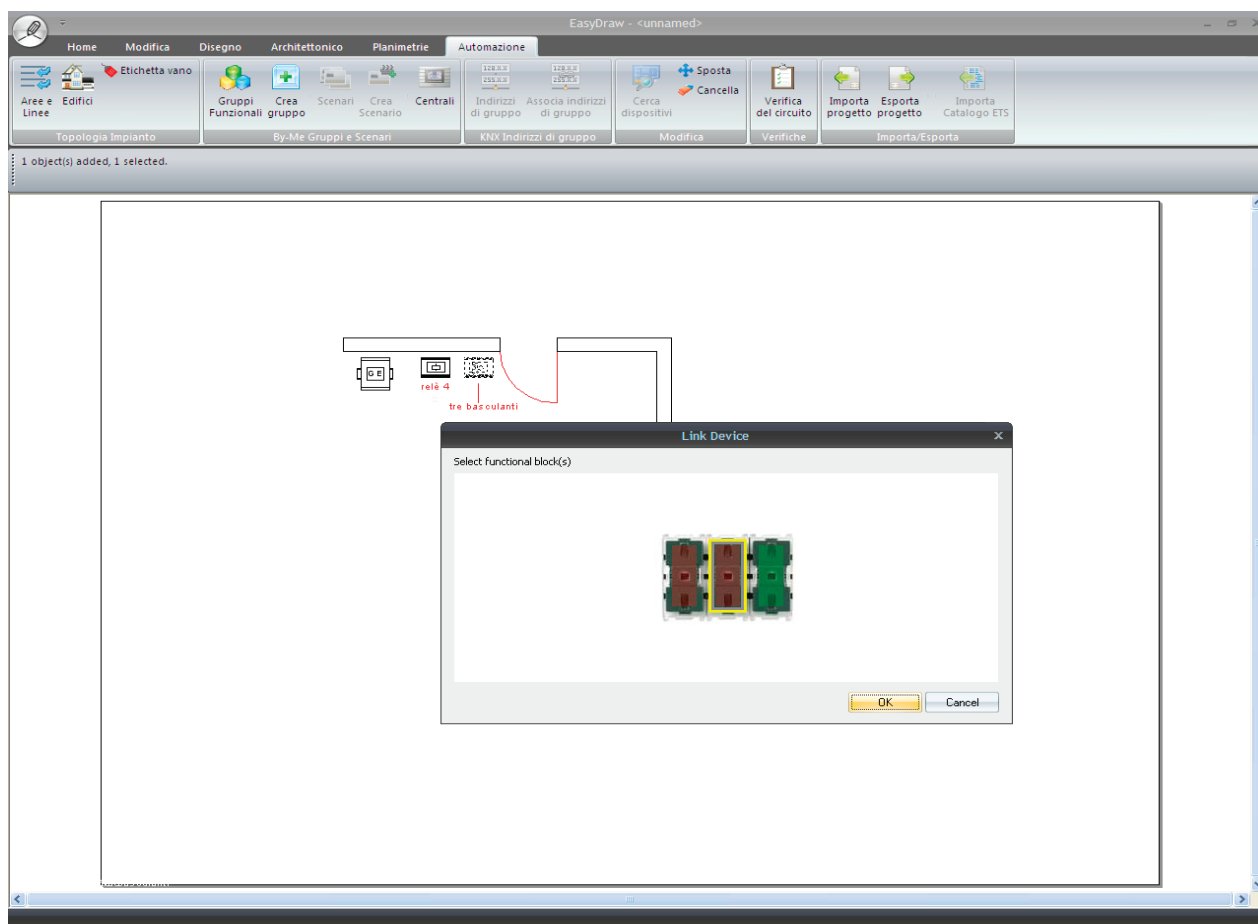 EasyDraw - <unnamed>
Home Modifica Disegno Architettonico Planimetrie Automazione
Aree e Linee
Edifici
Etichetta vano
Topologia Impianto
Gruppi Funzionali
Crea gruppo
Scenari
Crea Scenario
Centrali
By-Me Gruppi e Scenari
Indirizzi di gruppo
Associa indirizzi di gruppo
KNX Indirizzi di gruppo
Cerca dispositivi
Sposta
Cancella
Modifica
Verifica del circuito
Verifiche
Importa progetto
Esporta progetto
Importa Catalogo ETS
Importa/Esporta
1 object(s) added, 1 selected.
G E
relè 4
tre basculanti
Link Device
Select functional block(s)
OK Cancel